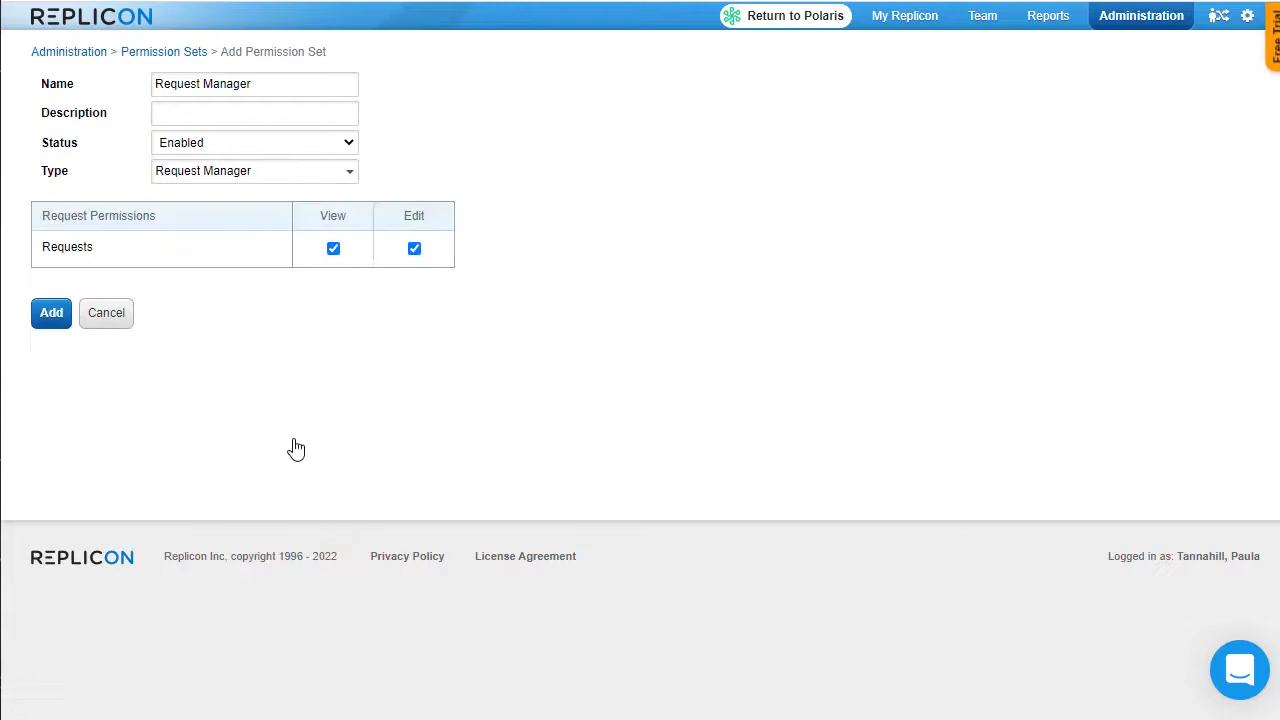 REPLICON
Return to Polaris
My Replicon
Team
Reports
Administration
Free Trial
Administration > Permission Sets > Add Permission Set
Name
Request Manager
Description
Status
Enabled
Type
Request Manager
Request Permissions
View
Edit
Requests
Add
Cancel
REPLICON
Replicon Inc, copyright 1996 - 2022
Privacy Policy
License Agreement
Logged in as: Tannahill, Paula